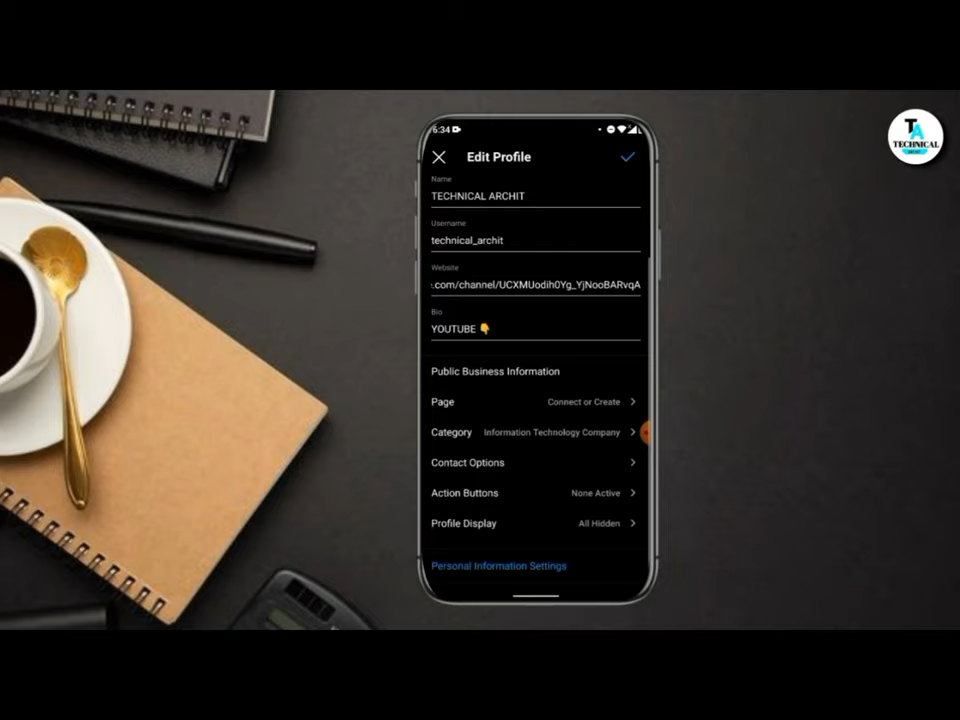 6:34
Edit Profile
Name
TECHNICAL ARCHIT
Username
technical_archit
Website
.com/channel/UCXMUodih0Yg_YjNooBARvqA
Bio
YOUTUBE 👇
Public Business Information
Page Connect or Create
Category Information Technology Company
Contact Options
Action Buttons None Active
Profile Display All Hidden
Personal Information Settings
TA
TECHNICAL